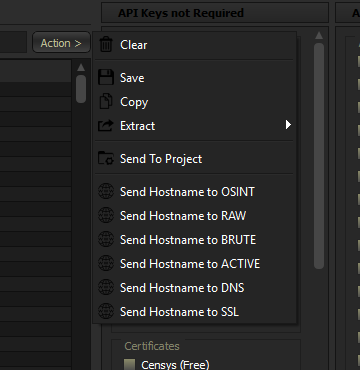 API Keys not Required
Action >
Clear
Save
Copy
Extract
Send To Project
Send Hostname to OSINT
Send Hostname to RAW
Send Hostname to BRUTE
Send Hostname to ACTIVE
Send Hostname to DNS
Send Hostname to SSL
Certificates
Censys (Free)